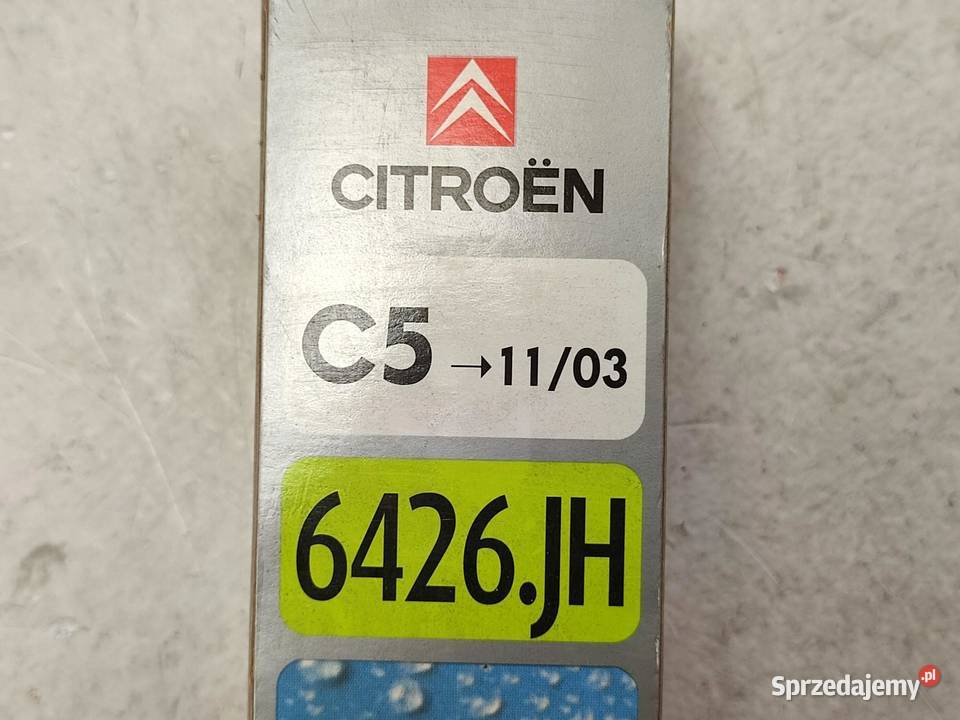 CITROËN
C5 →11/03
6426.JH
Sprzedajemy.pl